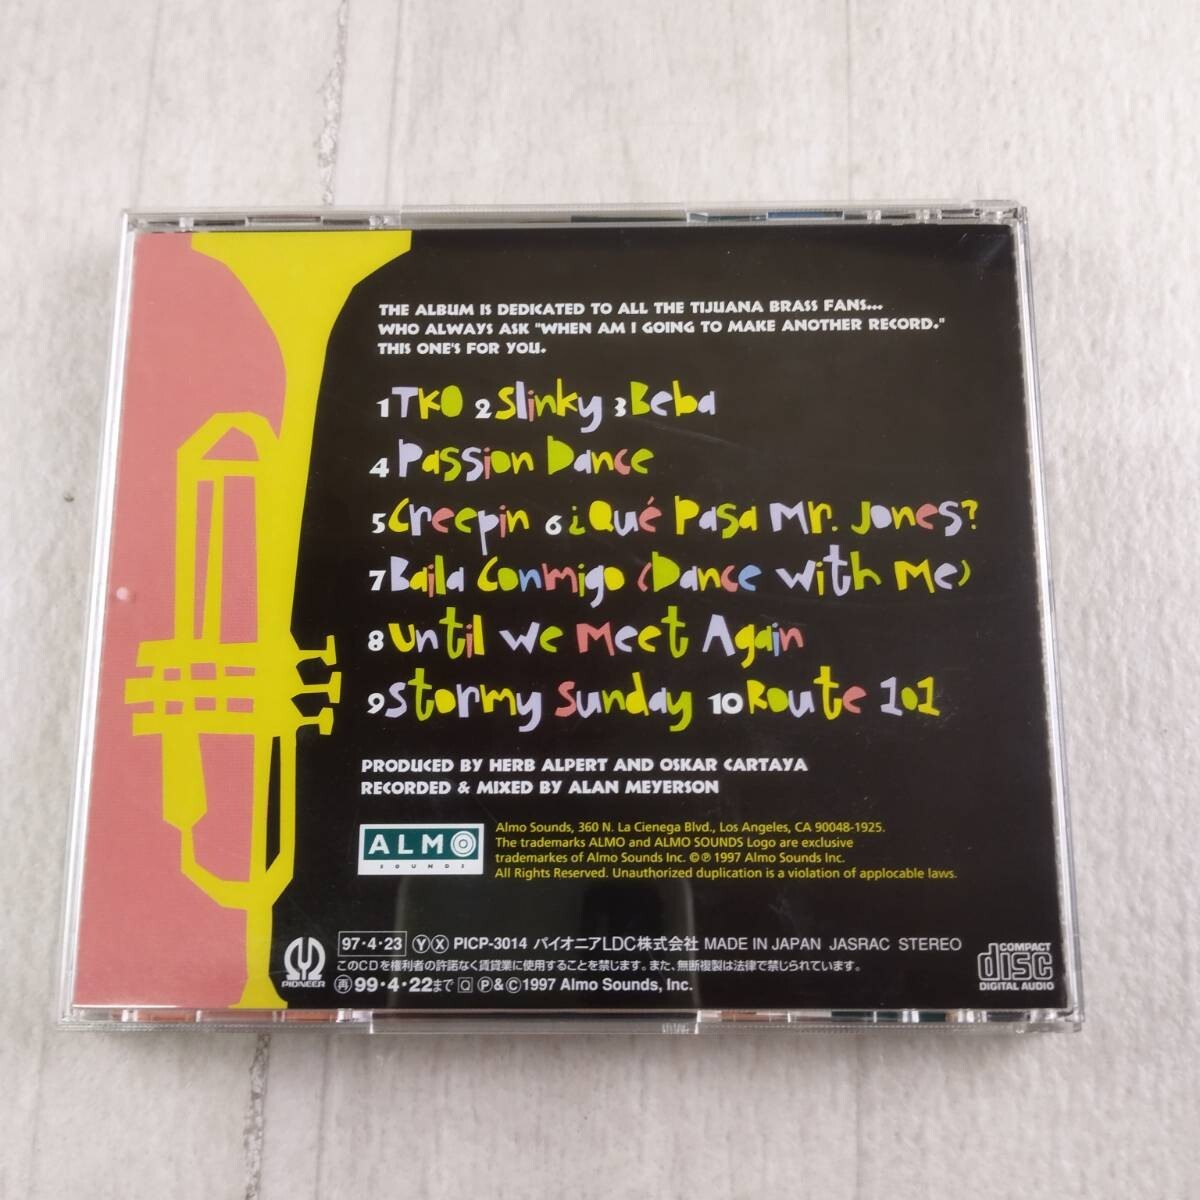 THE ALBUM IS DEDICATED TO ALL THE TIJUANA BRASS FANS...
WHO ALWAYS ASK "WHEN AM I GOING TO MAKE ANOTHER RECORD."
THIS ONE'S FOR YOU.
1 TKO 2 Slinky 3 Beba
4 Passion Dance
5 Creepin 6 ¿Qué Pasa Mr. Jones?
7 Baila Conmigo (Dance with Me)
8 Until We Meet Again
9 Stormy Sunday 10 Route 101
PRODUCED BY HERB ALPERT AND OSKAR CARTAYA
RECORDED & MIXED BY ALAN MEYERSON
ALMO
SOUNDS
Almo Sounds, 360 N. La Cienega Blvd., Los Angeles, CA 90048-1925.
The trademarks ALMO and ALMO SOUNDS Logo are exclusive
trademarkes of Almo Sounds Inc. ©℗ 1997 Almo Sounds Inc.
All Rights Reserved. Unauthorized duplication is a violation of applocable laws.
PIONEER
97・4・23 Ⓨ Ⓧ PICP-3014 パイオニアLDC株式会社 MADE IN JAPAN JASRAC STEREO
このCDを権利者の許諾なく賃貸業に使用することを禁じます。また、無断複製は法律で禁じられています。
再 99・4・22まで Q ℗&©1997 Almo Sounds, Inc.
COMPACT
disc
DIGITAL AUDIO